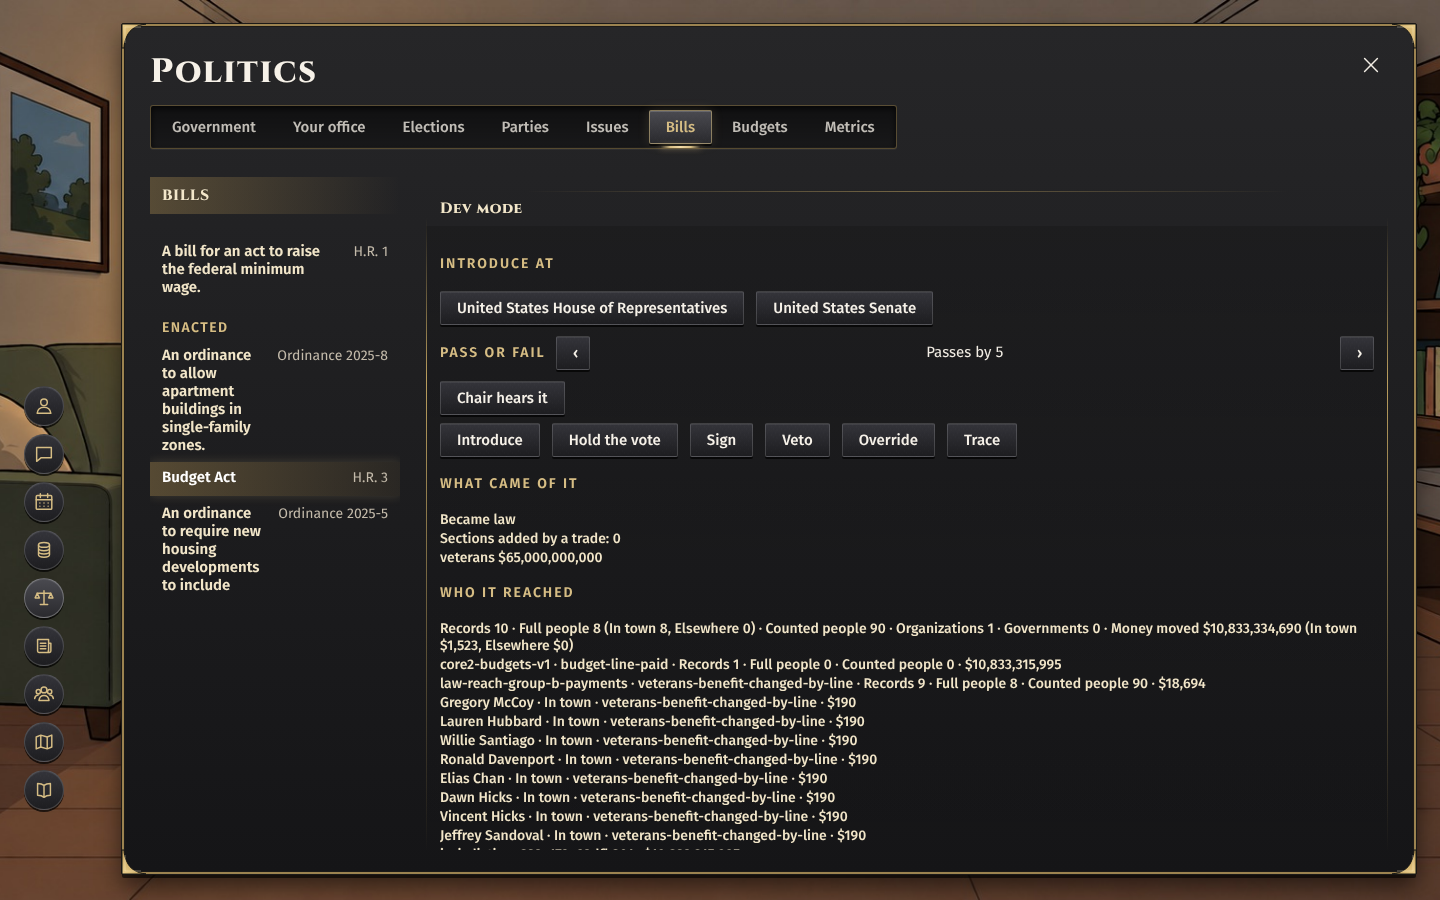 Politics
Government
Your office
Elections
Parties
Issues
Bills
Budgets
Metrics
BILLS
A bill for an act to raise
the federal minimum
wage.
H.R. 1
ENACTED
An ordinance
to allow
apartment
buildings in
single-family
zones.
Ordinance 2025-8
Budget Act
H.R. 3
An ordinance
to require new
housing
developments
to include
Ordinance 2025-5
Dev mode
INTRODUCE AT
United States House of Representatives
United States Senate
PASS OR FAIL
‹
Passes by 5
›
Chair hears it
Introduce
Hold the vote
Sign
Veto
Override
Trace
WHAT CAME OF IT
Became law
Sections added by a trade: 0
veterans $65,000,000,000
WHO IT REACHED
Records 10 · Full people 8 (In town 8, Elsewhere 0) · Counted people 90 · Organizations 1 · Governments 0 · Money moved $10,833,334,690 (In town
$1,523, Elsewhere $0)
core2-budgets-v1 · budget-line-paid · Records 1 · Full people 0 · Counted people 0 · $10,833,315,995
law-reach-group-b-payments · veterans-benefit-changed-by-line · Records 9 · Full people 8 · Counted people 90 · $18,694
Gregory McCoy · In town · veterans-benefit-changed-by-line · $190
Lauren Hubbard · In town · veterans-benefit-changed-by-line · $190
Willie Santiago · In town · veterans-benefit-changed-by-line · $190
Ronald Davenport · In town · veterans-benefit-changed-by-line · $190
Elias Chan · In town · veterans-benefit-changed-by-line · $190
Dawn Hicks · In town · veterans-benefit-changed-by-line · $190
Vincent Hicks · In town · veterans-benefit-changed-by-line · $190
Jeffrey Sandoval · In town · veterans-benefit-changed-by-line · $190